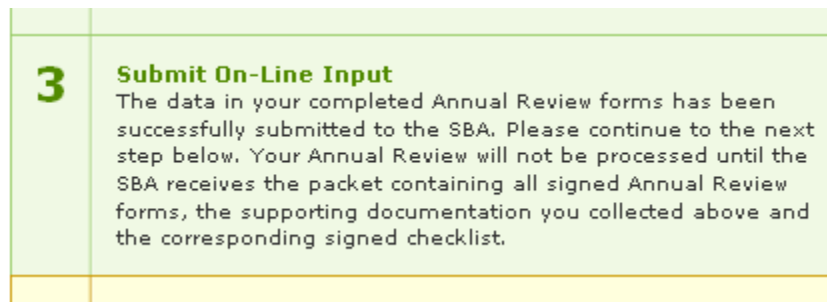 3
Submit On-Line Input
The data in your completed Annual Review forms has been
successfully submitted to the SBA. Please continue to the next
step below. Your Annual Review will not be processed until the
SBA receives the packet containing all signed Annual Review
forms, the supporting documentation you collected above and
the corresponding signed checklist.